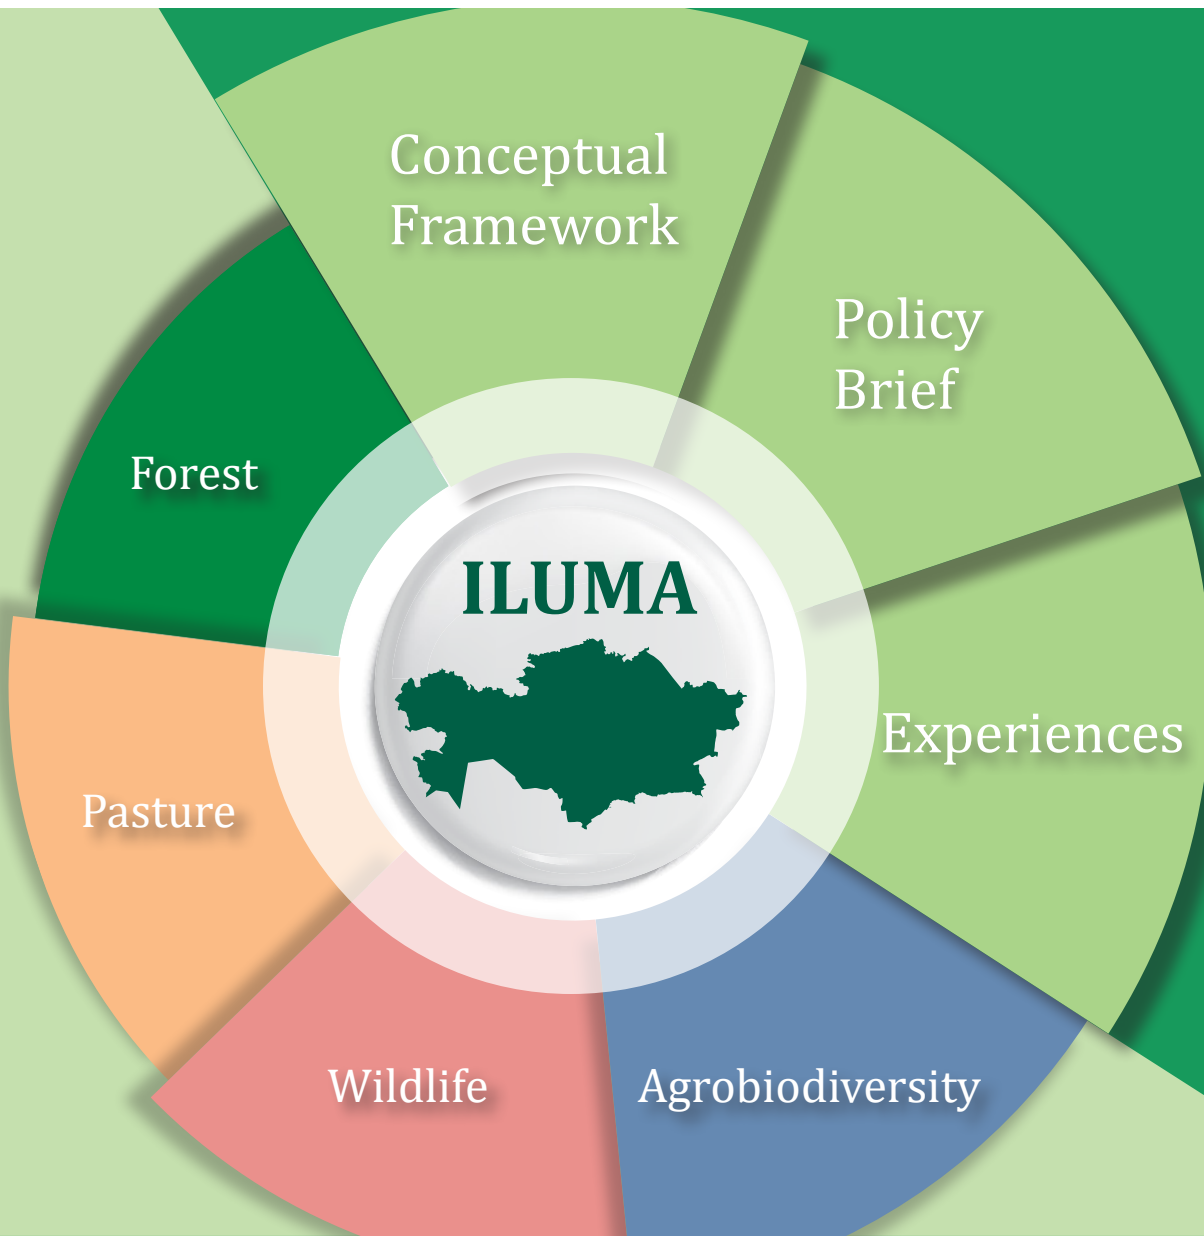 Conceptual
Framework
Policy
Brief
Forest
ILUMA
Experiences
Pasture
Wildlife
Agrobiodiversity